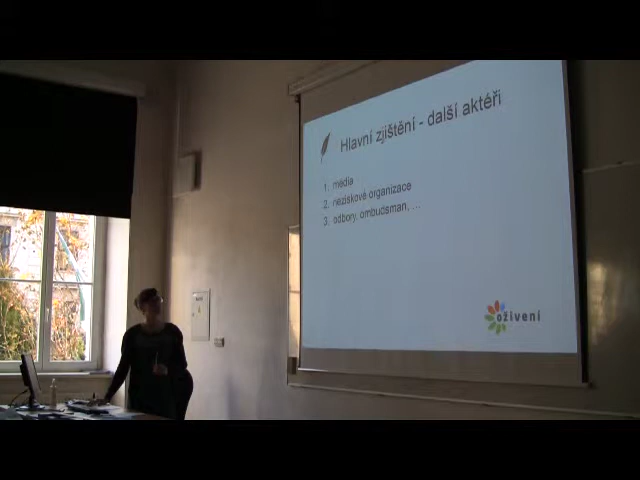 Hlavní zjištění - další aktéři
1. média
2. neziskové organizace
3. odbory, ombudsman, ...
oživení